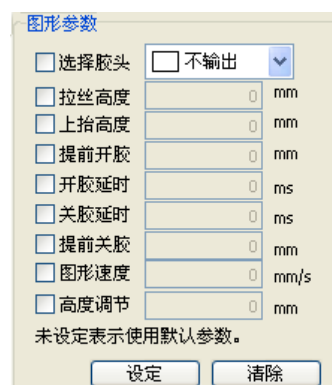 图形参数
选择胶头 不输出
拉丝高度 0 mm
上抬高度 0 mm
提前开胶 0 mm
开胶延时 0 ms
关胶延时 0 ms
提前关胶 0 mm
图形速度 0 mm/s
高度调节 0 mm
未设定表示使用默认参数。
设定 清除